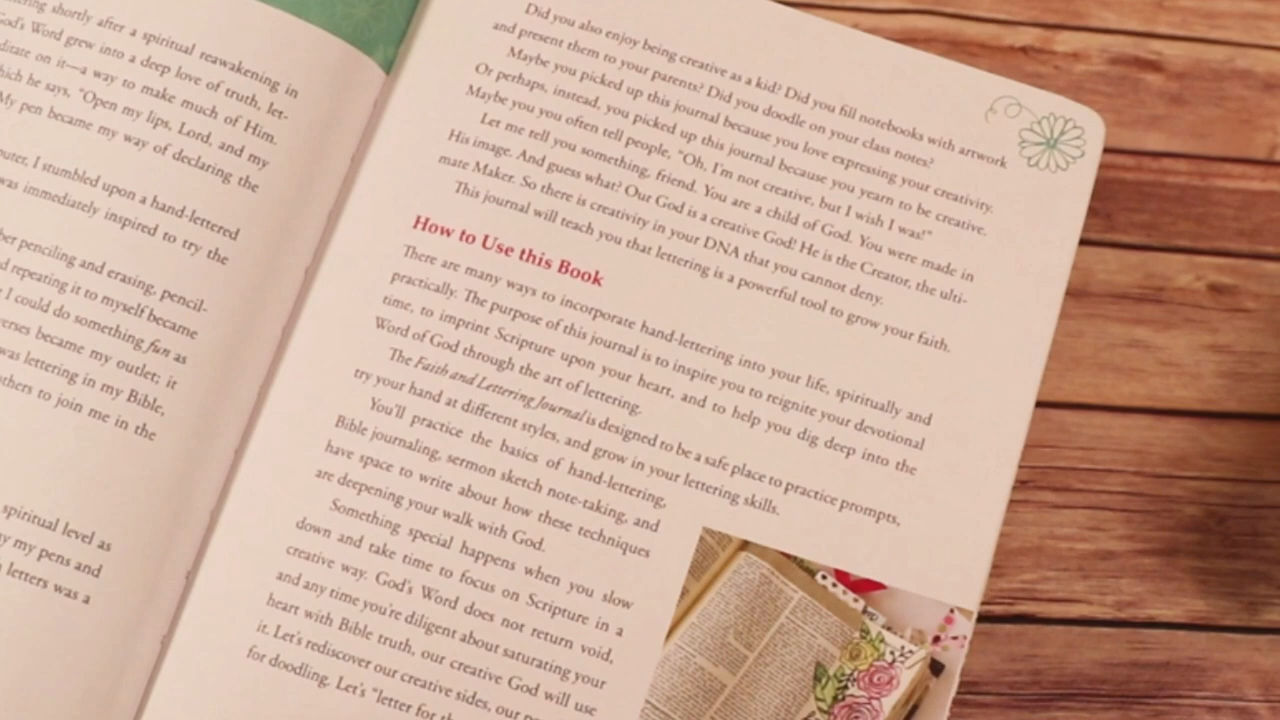 ring shortly after a spiritual reawakening in
God's Word grew into a deep love of truth, let-
ditate on it—a way to make much of Him.
hich he says, "Open my lips, Lord, and my
My pen became my way of declaring the
puter, I stumbled upon a hand-lettered
was immediately inspired to try the
her penciling and erasing, pencil-
d repeating it to myself became
t I could do something fun as
verses became my outlet; it
was lettering in my Bible,
others to join me in the
spiritual level as
y my pens and
letters was a
Did you also enjoy being creative as a kid? Did you fill notebooks with artwork
and present them to your parents? Did you doodle on your class notes?
Maybe you picked up this journal because you love expressing your creativity.
Or perhaps, instead, you picked up this journal because you yearn to be creative.
Maybe you often tell people, "Oh, I'm not creative, but I wish I was!"
Let me tell you something, friend. You are a child of God. You were made in
His image. And guess what? Our God is a creative God! He is the Creator, the ulti-
mate Maker. So there is creativity in your DNA that you cannot deny.
This journal will teach you that lettering is a powerful tool to grow your faith.
How to Use this Book
There are many ways to incorporate hand-lettering into your life, spiritually and
practically. The purpose of this journal is to inspire you to reignite your devotional
time, to imprint Scripture upon your heart, and to help you dig deep into the
Word of God through the art of lettering.
The Faith and Lettering Journal is designed to be a safe place to practice prompts,
try your hand at different styles, and grow in your lettering skills.
You'll practice the basics of hand-lettering,
Bible journaling, sermon sketch note-taking, and
have space to write about how these techniques
are deepening your walk with God.
Something special happens when you slow
down and take time to focus on Scripture in a
creative way. God's Word does not return void,
and any time you're diligent about saturating your
heart with Bible truth, our creative God will use
it. Let's rediscover our creative sides, our
for doodling. Let's "letter for